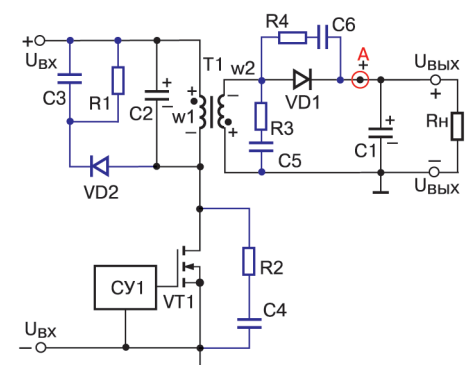 R4 C6
A
+ Uвх
T1 w2
+
Uвых
+
VD1
C3 R1
+
C2
−
+
w1
−
−
+
R3
C5
+
C1
−
Rн
−
Uвых
VD2
СУ1
VT1
R2
C4
Uвх
−